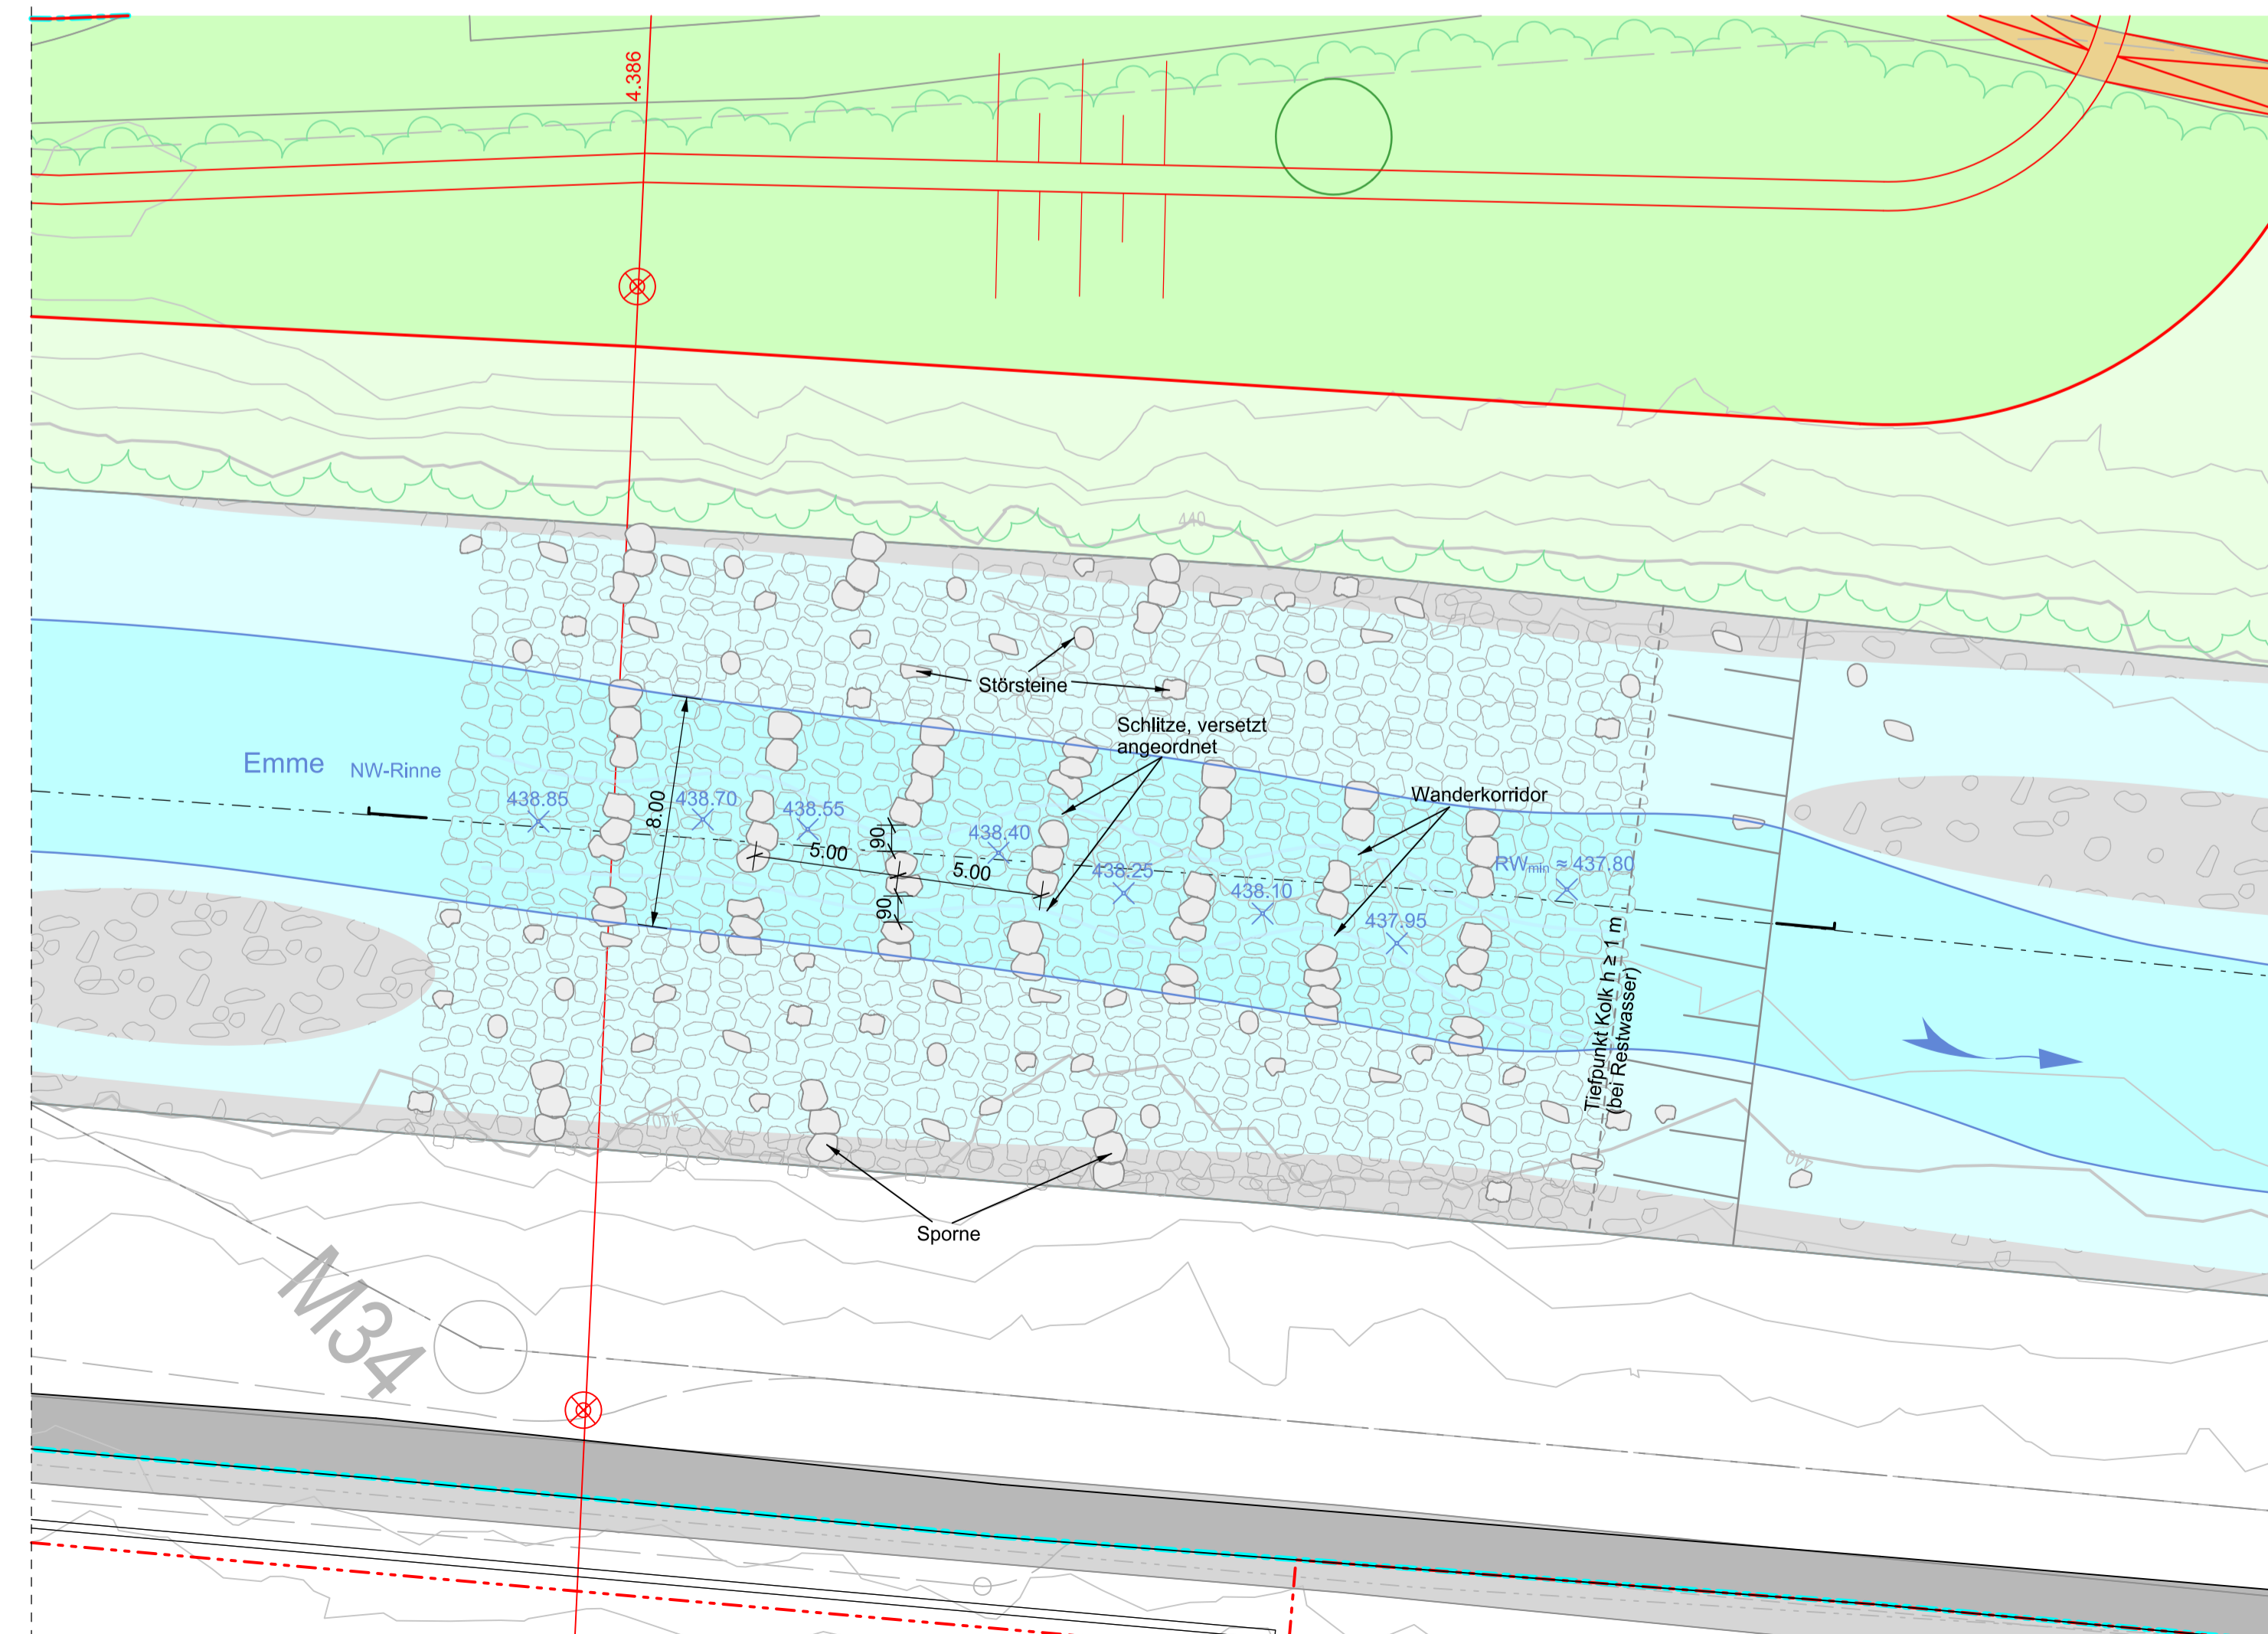 4.386
440
Störsteine
Schlitze, versetzt
angeordnet
Emme
NW-Rinne
Wanderkorridor
438.85
438.70
438.55
8.00
90
438.40
5.00
5.00
438.25
RWmin ≈ 437.80
438.10
90
437.95
Tiefpunkt Kolk h ≥ 1 m
(bei Restwasser)
440
440
Sporne
M34